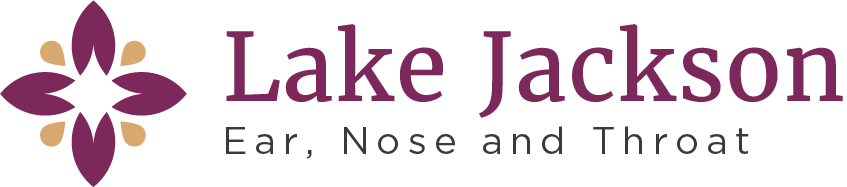 Lake Jackson
Ear, Nose and Throat